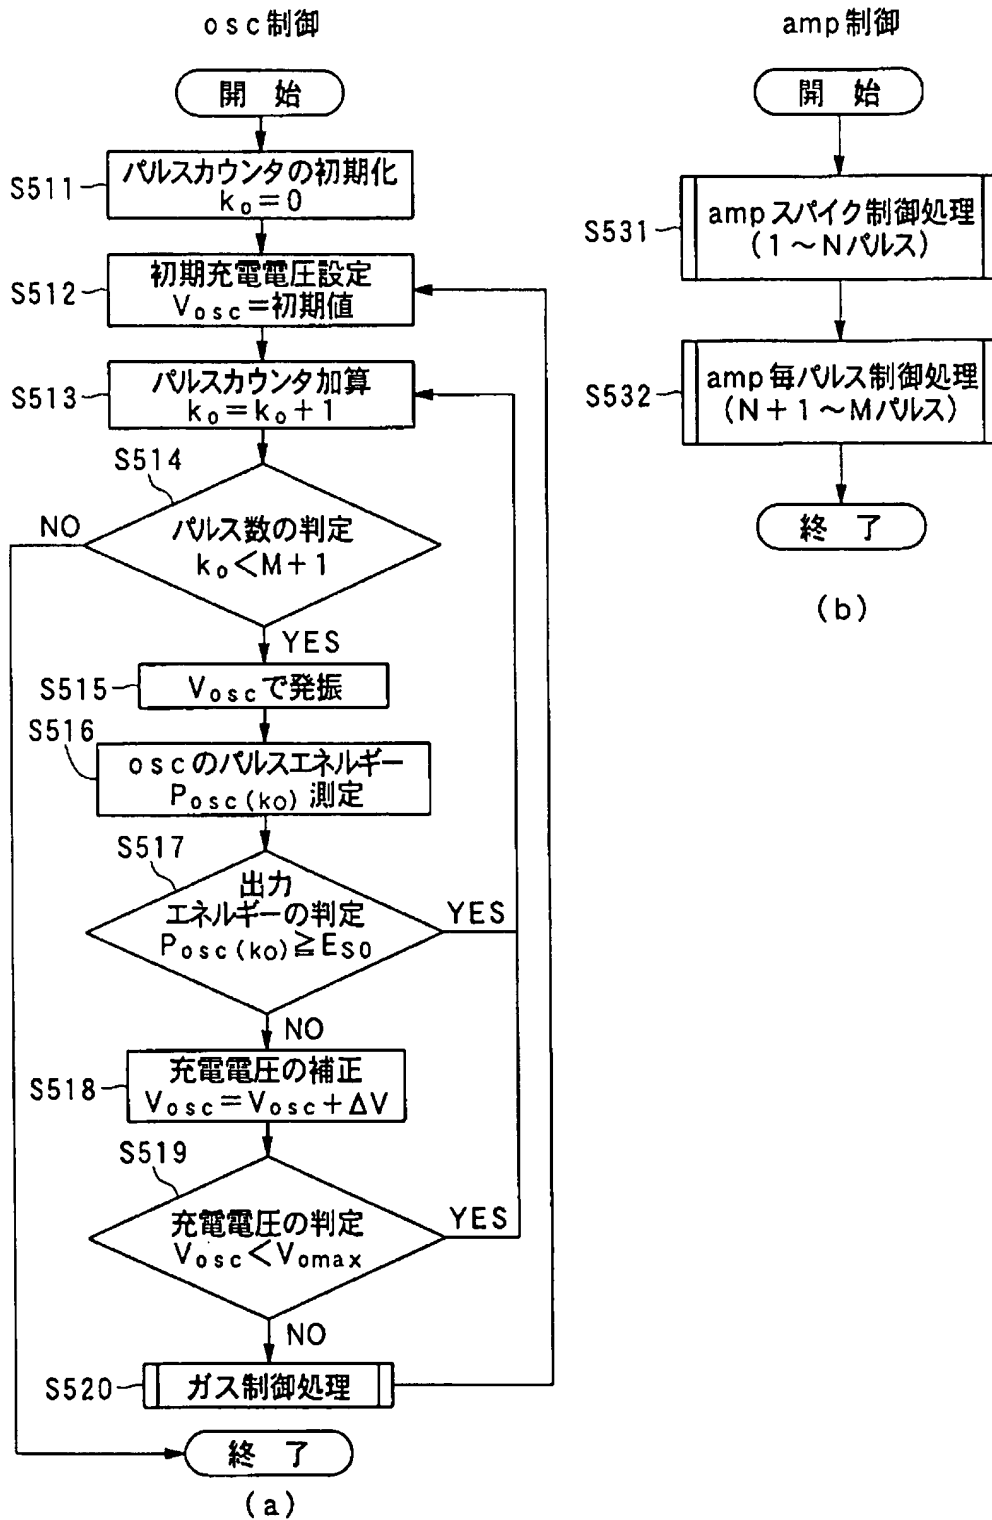 osc制御
開 始
S511
パルスカウンタの初期化
ko=0
S512
初期充電電圧設定
Vosc=初期値
S513
パルスカウンタ加算
ko=ko+1
S514
NO
パルス数の判定
ko<M+1
YES
S515
Voscで発振
S516
oscのパルスエネルギー
Posc(ko) 測定
S517
出力
エネルギーの判定
Posc(ko)≧ESO
YES
NO
S518
充電電圧の補正
Vosc=Vosc+ΔV
S519
充電電圧の判定
Vosc<Vomax
YES
NO
S520
ガス制御処理
終 了
(a)
amp制御
開 始
S531
ampスパイク制御処理
(1~Nパルス)
S532
amp毎パルス制御処理
(N+1~Mパルス)
終 了
(b)